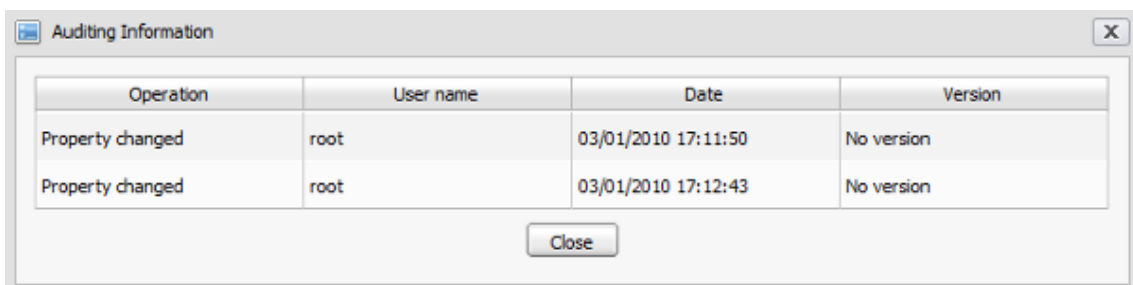 Auditing Information
X
Operation User name Date Version
Property changed root 03/01/2010 17:11:50 No version
Property changed root 03/01/2010 17:12:43 No version
Close